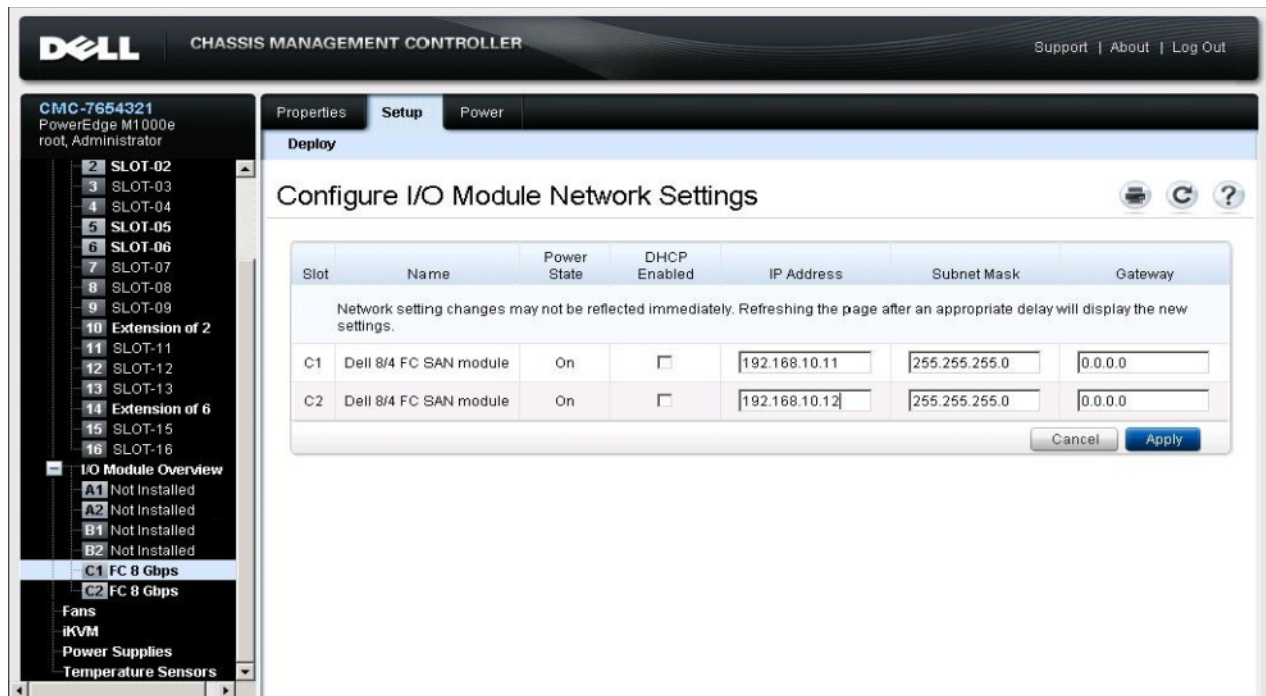 DELL CHASSIS MANAGEMENT CONTROLLER Support | About | Log Out
CMC-7654321
PowerEdge M1000e
root, Administrator
2 SLOT-02
3 SLOT-03
4 SLOT-04
5 SLOT-05
6 SLOT-06
7 SLOT-07
8 SLOT-08
9 SLOT-09
10 Extension of 2
11 SLOT-11
12 SLOT-12
13 SLOT-13
14 Extension of 6
15 SLOT-15
16 SLOT-16
I/O Module Overview
A1 Not Installed
A2 Not Installed
B1 Not Installed
B2 Not Installed
C1 FC 8 Gbps
C2 FC 8 Gbps
Fans
iKVM
Power Supplies
Temperature Sensors
Properties Setup Power
Deploy
Configure I/O Module Network Settings
?
Slot Name Power State DHCP Enabled IP Address Subnet Mask Gateway
Network setting changes may not be reflected immediately. Refreshing the page after an appropriate delay will display the new
settings.
C1 Dell 8/4 FC SAN module On 192.168.10.11 255.255.255.0 0.0.0.0
C2 Dell 8/4 FC SAN module On 192.168.10.12 255.255.255.0 0.0.0.0
Cancel Apply